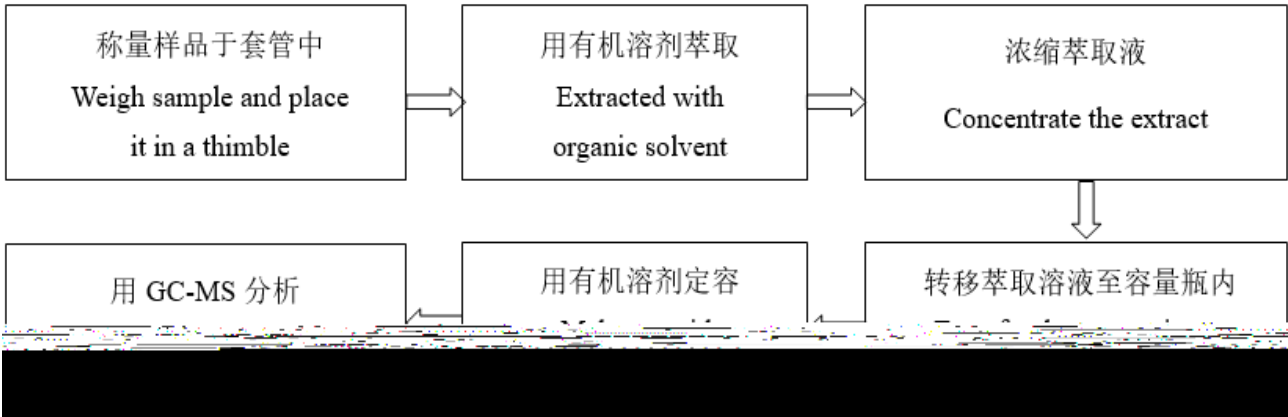 称量样品于套管中
Weigh sample and place
it in a thimble
用有机溶剂萃取
Extracted with
organic solvent
浓缩萃取液
Concentrate the extract
转移萃取溶液至容量瓶内
用有机溶剂定容
用 GC-MS 分析